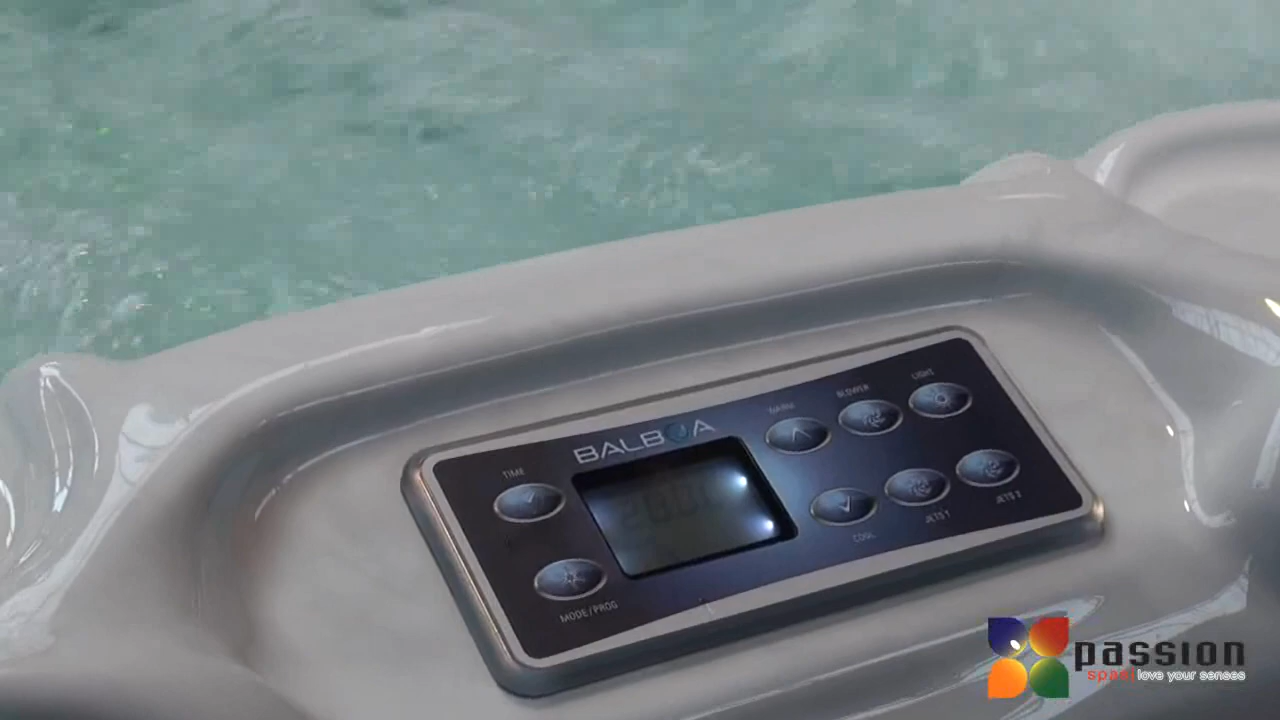 BALBOA
TIME
MODE/PROG
WARM
BLOWER
LIGHT
COOL
JETS 1
JETS 2
passion
spas| love your senses